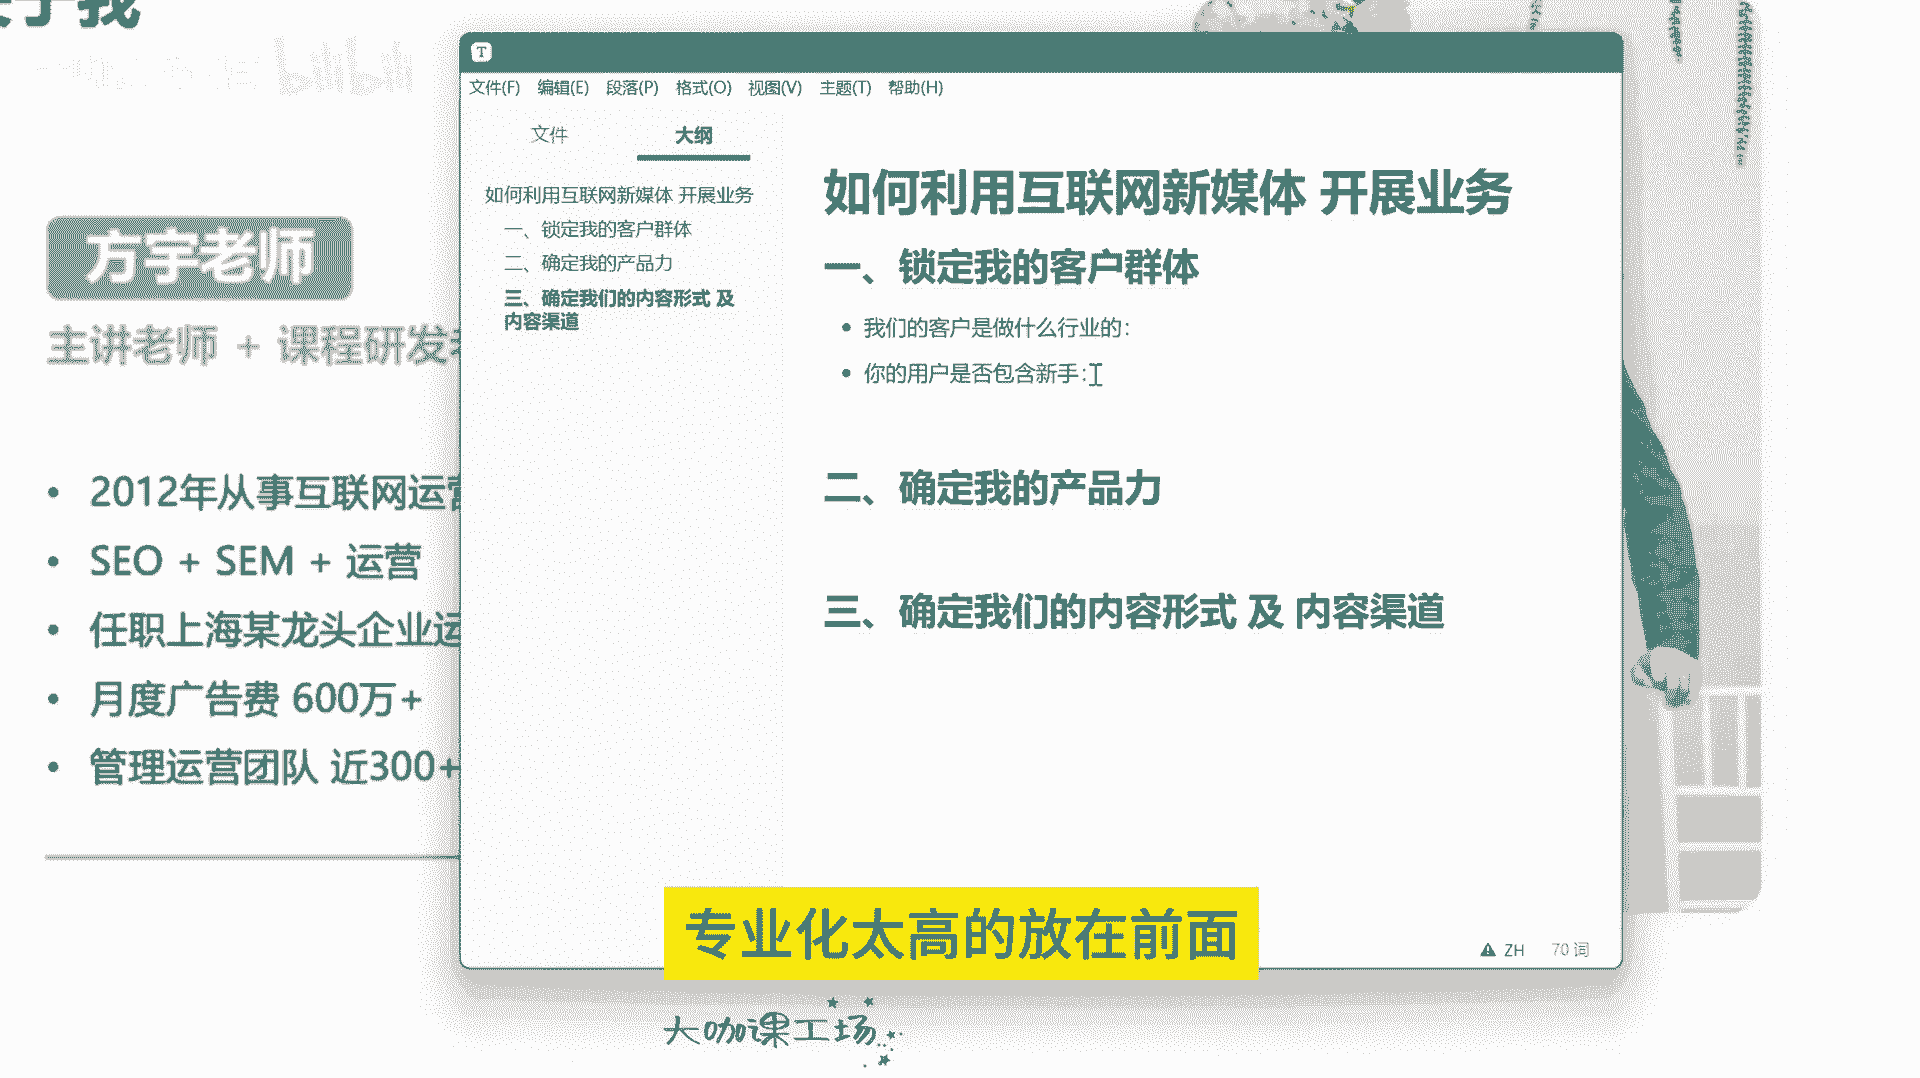 关于我
bilibili
方宇老师
主讲老师 + 课程研发
• 2012年从事互联网运营
• SEO + SEM + 运营
• 任职上海某龙头企业运
• 月度广告费 600万+
• 管理运营团队 近300+
T
文件(F) 编辑(E) 段落(P) 格式(O) 视图(V) 主题(T) 帮助(H)
文件 大纲
如何利用互联网新媒体 开展业务
一、锁定我的客户群体
二、确定我的产品力
三、确定我们的内容形式 及
内容渠道
如何利用互联网新媒体 开展业务
一、锁定我的客户群体
• 我们的客户是做什么行业的：
• 你的用户是否包含新手：
二、确定我的产品力
三、确定我们的内容形式 及 内容渠道
ZH 70 词
专业化太高的放在前面
大咖课工场